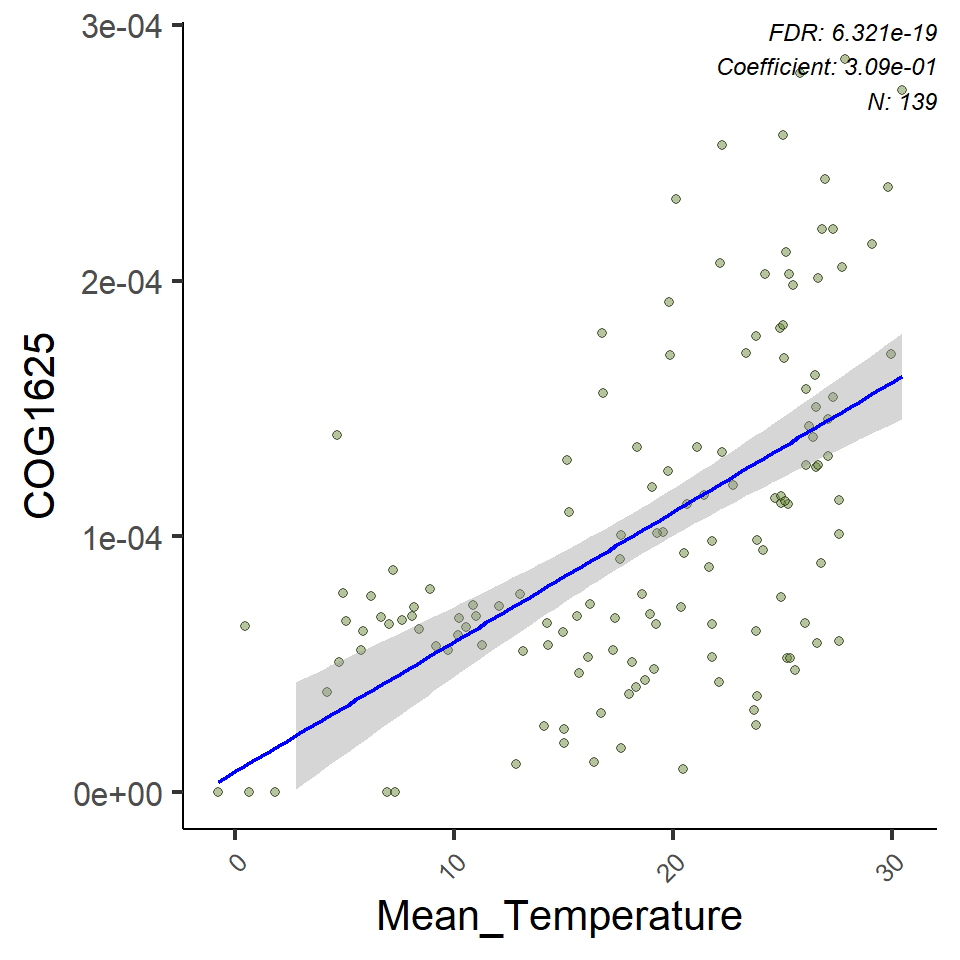 3e-04
FDR: 6.321e-19
Coefficient: 3.09e-01
N: 139
2e-04
COG1625
1e-04
0e+00
0
10
20
30
Mean_Temperature